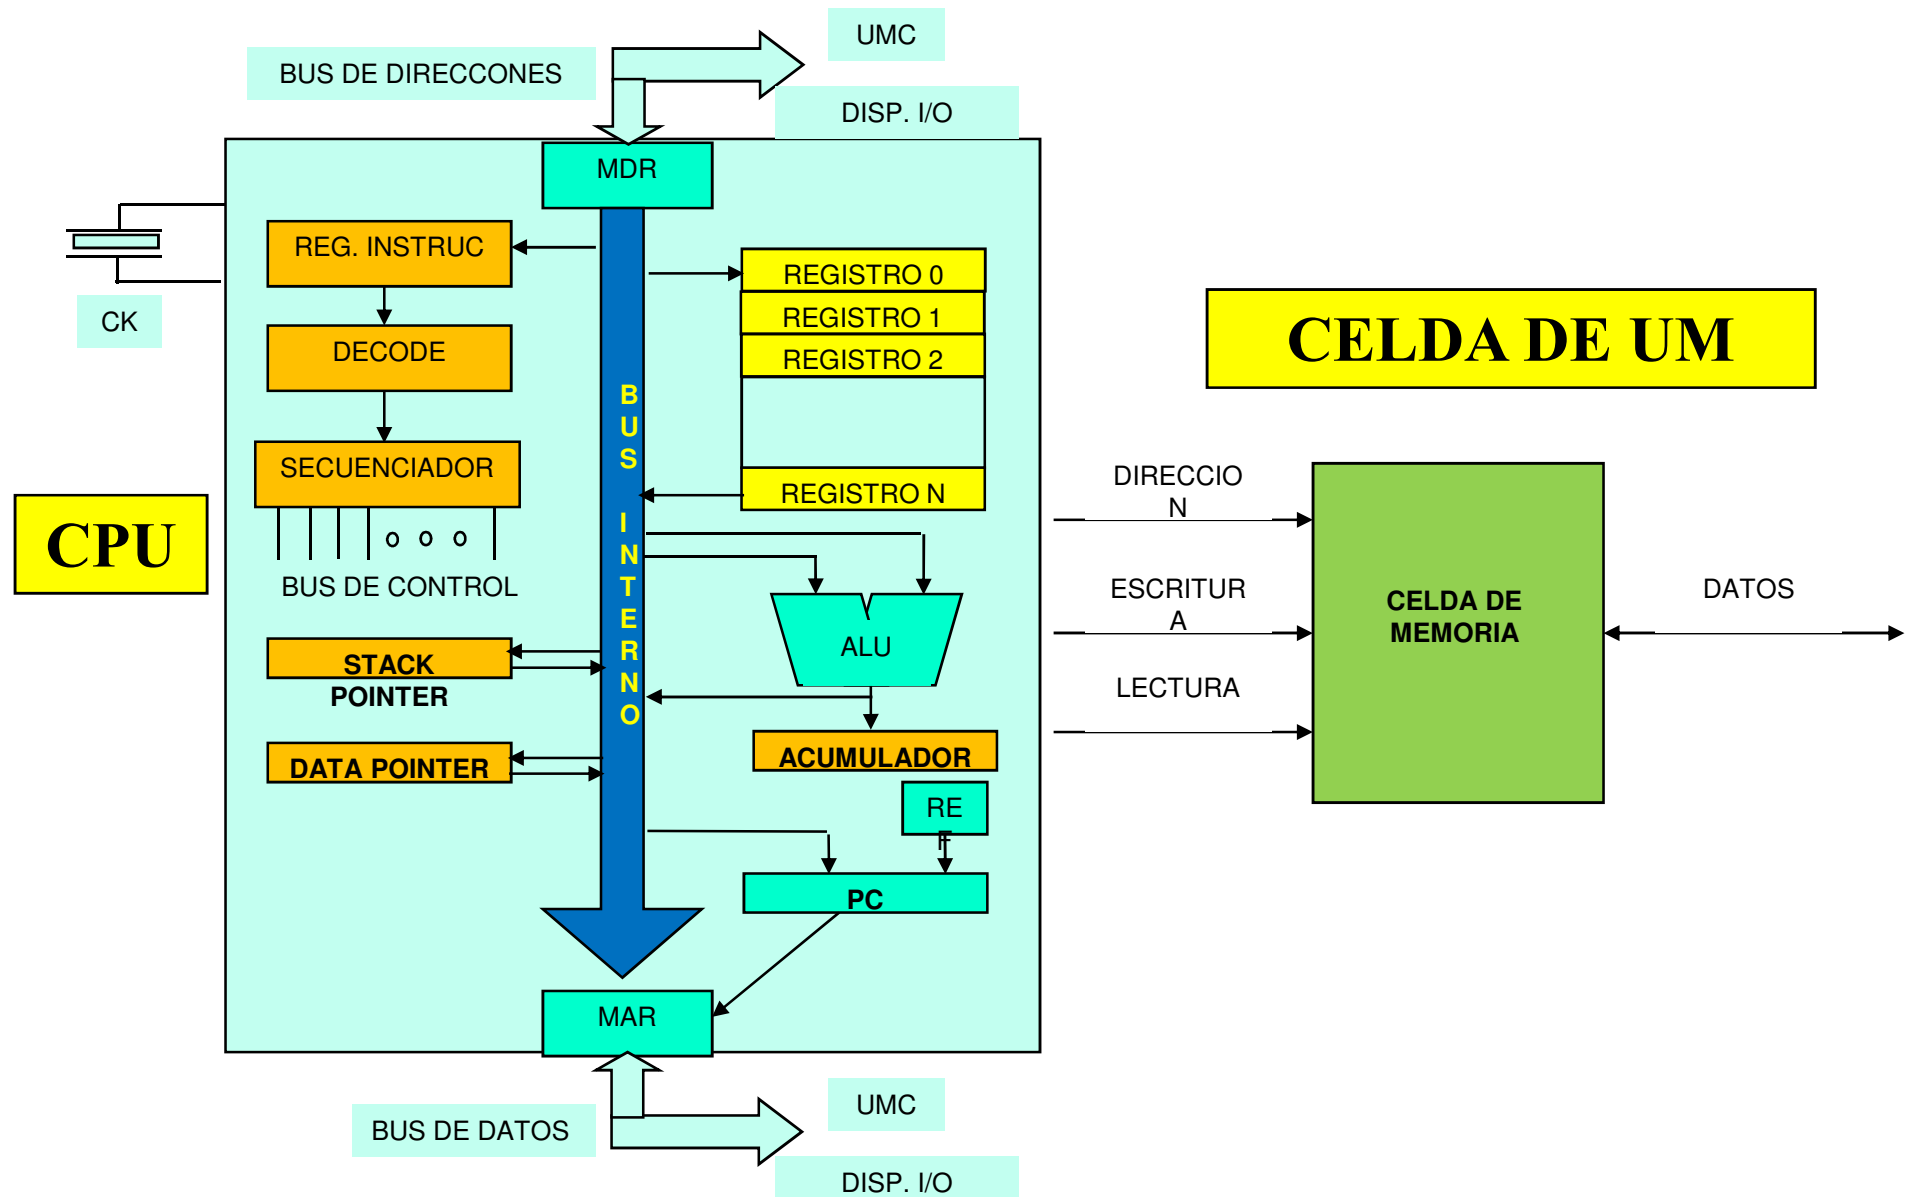 UMC
BUS DE DIRECCONES
DISP. I/O
MDR
REG. INSTRUC
REGISTRO 0
CK
REGISTRO 1
DECODE
REGISTRO 2
CELDA DE UM
BUS INTERNO
SECUENCIADOR
REGISTRO N
CPU
BUS DE CONTROL
ALU
STACK
POINTER
DATA POINTER
ACUMULADOR
RE
F
PC
MAR
DIRECCIO
N
ESCRITUR
A
LECTURA
CELDA DE
MEMORIA
DATOS
UMC
BUS DE DATOS
DISP. I/O